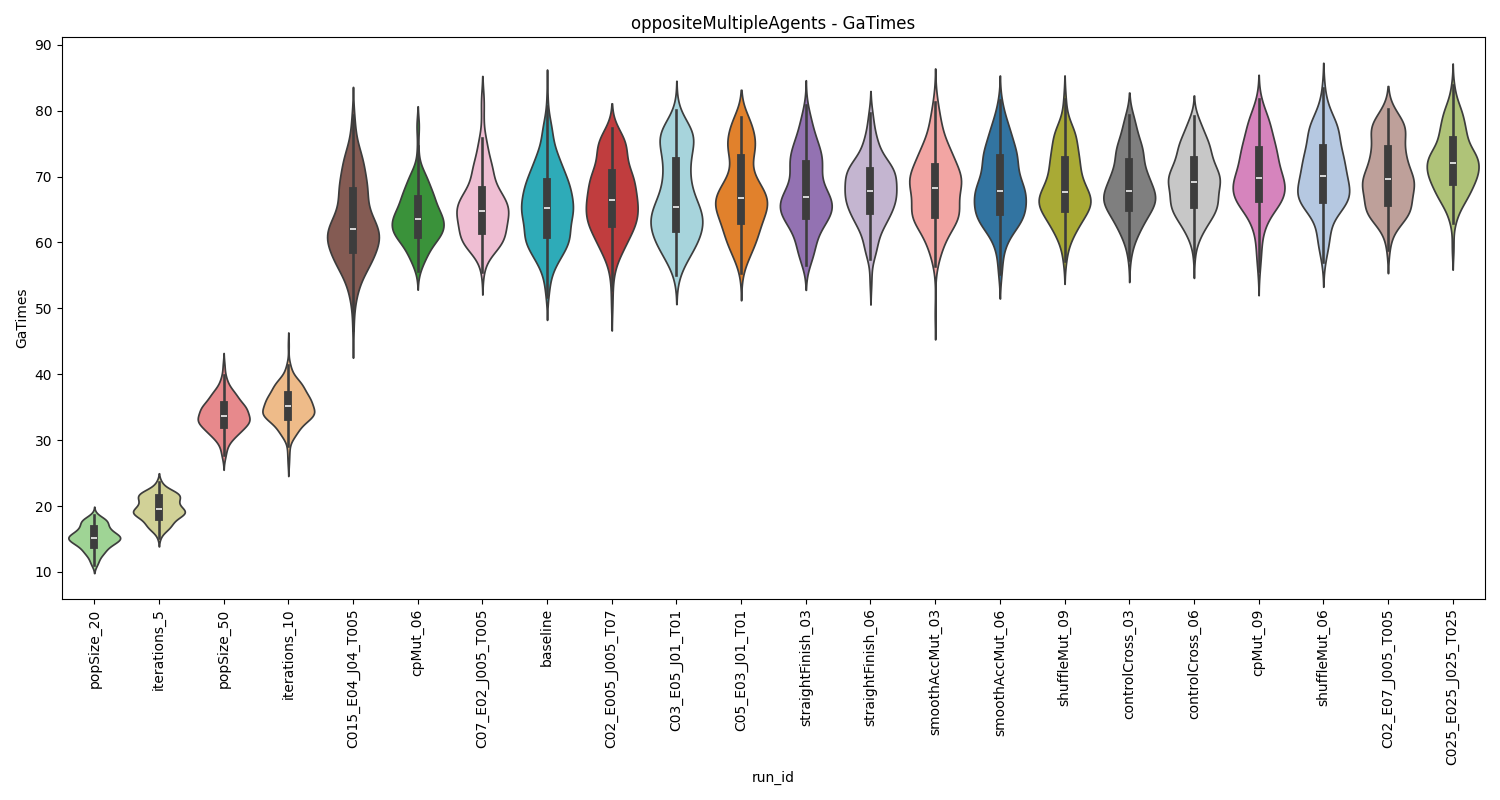 oppositeMultipleAgents - GaTimes
GaTimes
90
80
70
60
50
40
30
20
10
popSize_20
iterations_5
popSize_50
iterations_10
C015_E04_J04_T005
cpMut_06
C07_E02_J005_T005
baseline
C02_E005_J005_T07
C03_E05_J01_T01
C05_E03_J01_T01
straightFinish_03
straightFinish_06
smoothAccMut_03
smoothAccMut_06
shuffleMut_09
controlCross_03
controlCross_06
cpMut_09
shuffleMut_06
C02_E07_J005_T005
C025_E025_J025_T025
run_id